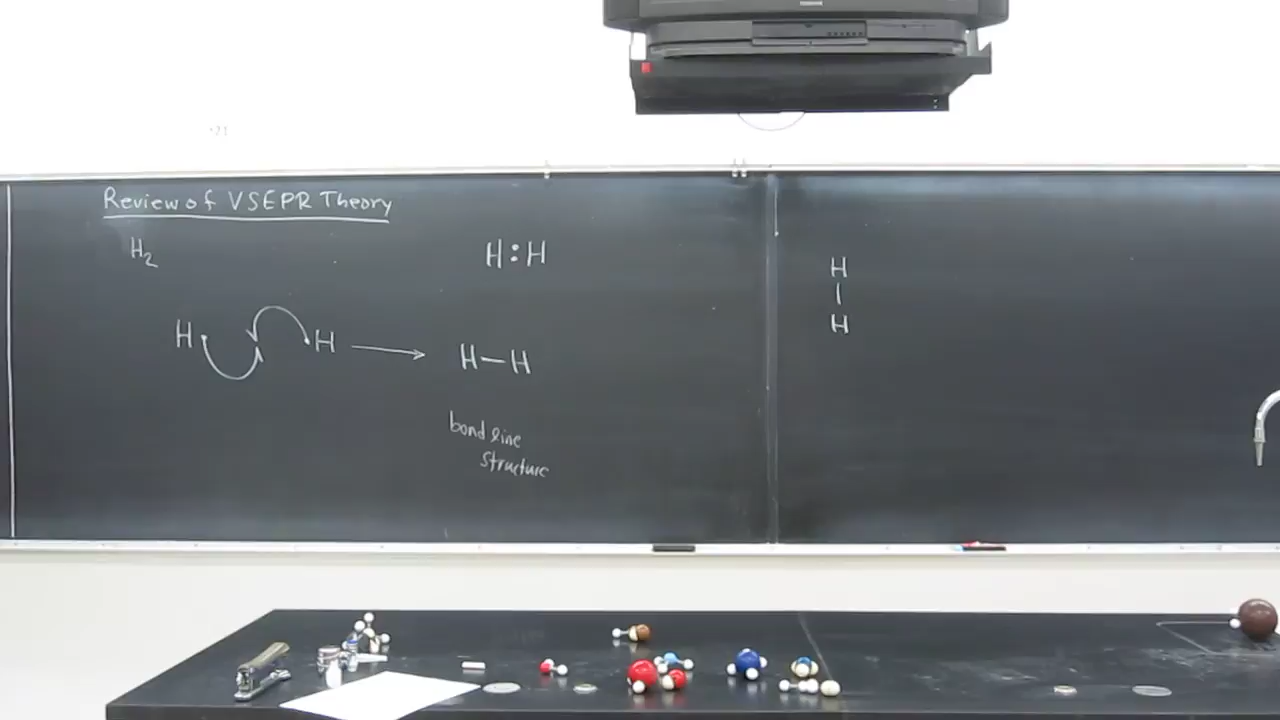 Review of VSEPR Theory
H2
H:H
H
|
H
H H → H—H
bond line
structure